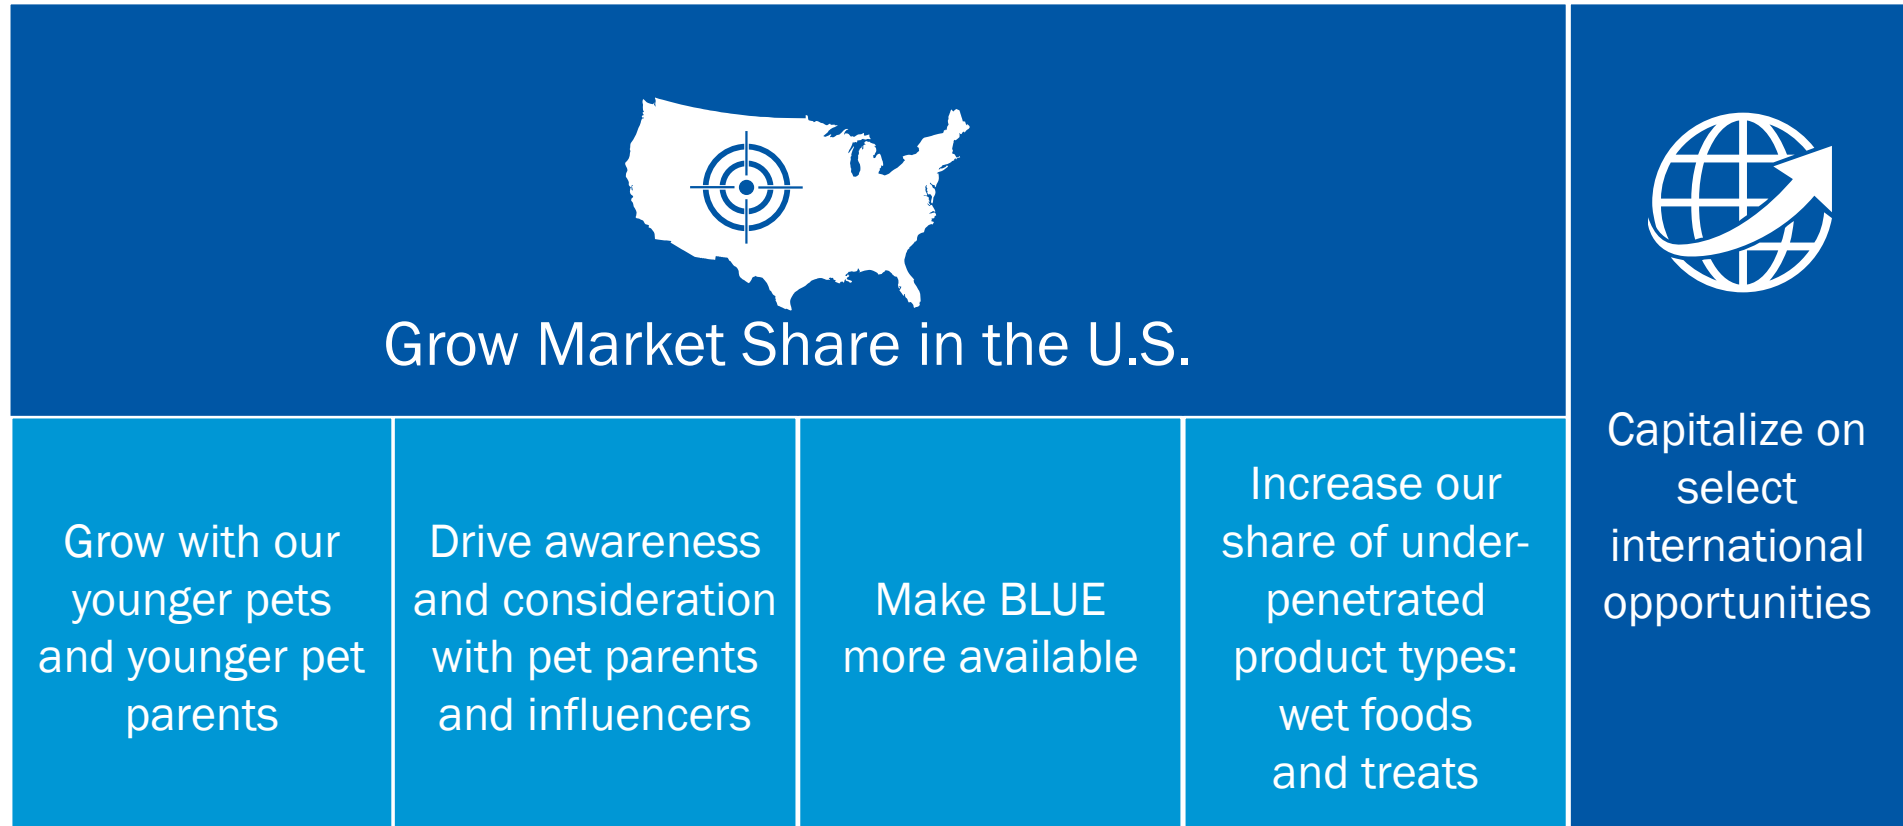 Grow Market Share in the U.S.
Grow with our
younger pets
and younger pet
parents
Drive awareness
and consideration
with pet parents
and influencers
Make BLUE
more available
Increase our
share of under-
penetrated
product types:
wet foods
and treats
Capitalize on
select
international
opportunities